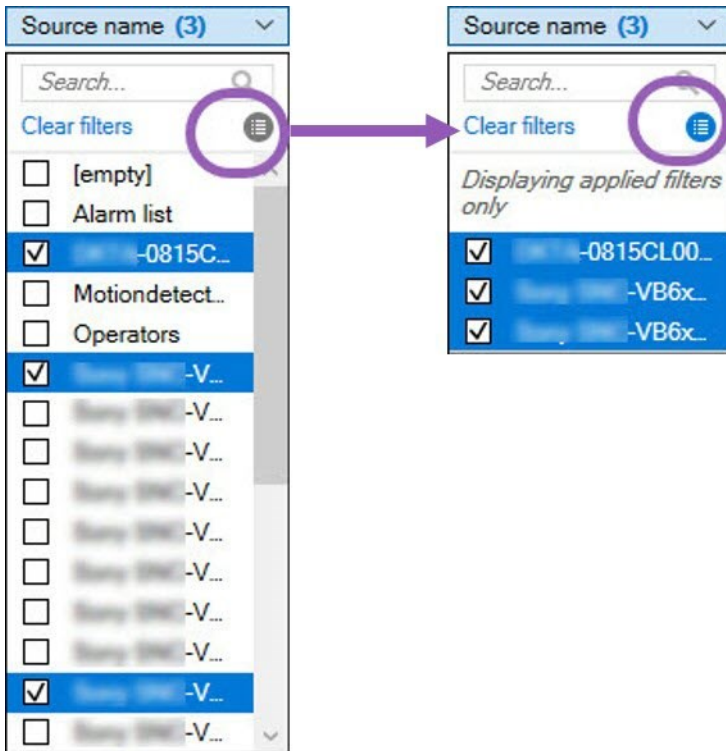 Source name (3)
Search...
Clear filters
[empty]
Alarm list
-0815C...
Motiondetect...
Operators
-V...
-V...
-V...
-V...
-V...
-V...
-V...
-V...
-V...
-V...
Source name (3)
Search...
Clear filters
Displaying applied filters
only
-0815CL00...
-VB6x...
-VB6x...